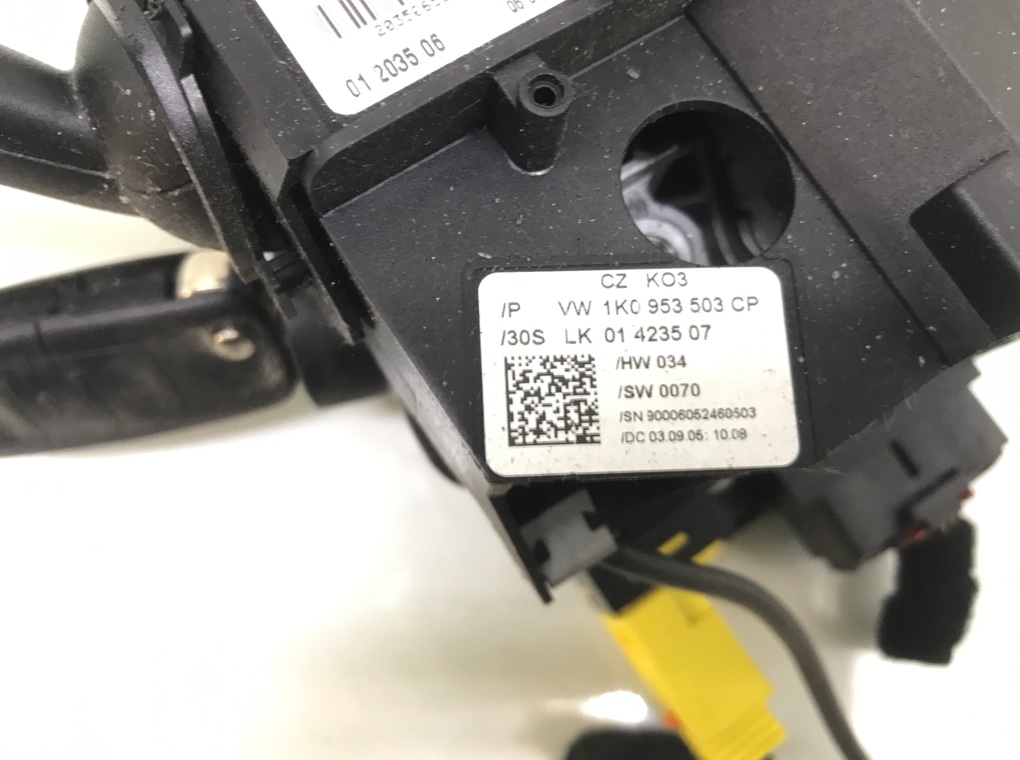 01 2035 06
CZ KO3
/P VW 1K0 953 503 CP
/30S LK 01 4235 07
/HW 034
/SW 0070
/SN 90006052460503
/DC 03.09.05: 10.08